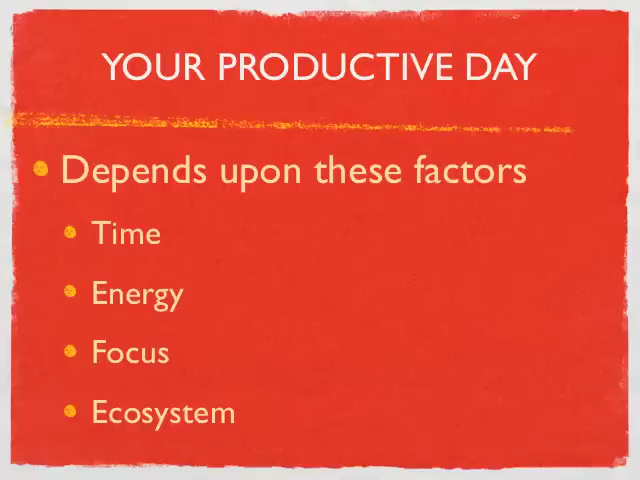 YOUR PRODUCTIVE DAY
Depends upon these factors
Time
Energy
Focus
Ecosystem